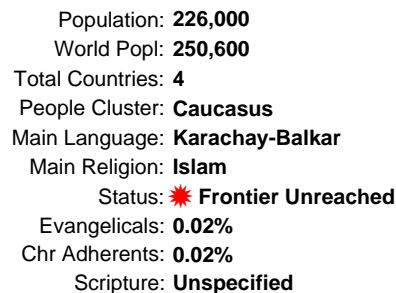 Population: 226,000
World Popl: 250,600
Total Countries: 4
People Cluster: Caucasus
Main Language: Karachay-Balkar
Main Religion: Islam
Status: Frontier Unreached
Evangelicals: 0.02%
Chr Adherents: 0.02%
Scripture: Unspecified